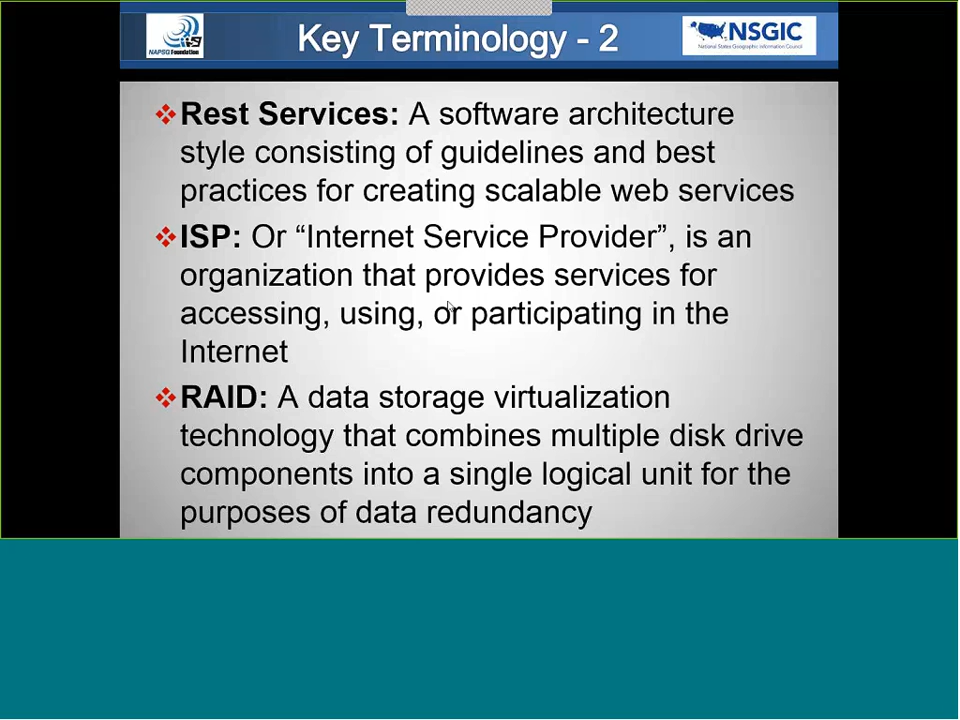 Key Terminology - 2
NAPSG Foundation
NSGIC
National States Geographic Information Council
Rest Services: A software architecture
style consisting of guidelines and best
practices for creating scalable web services
ISP: Or “Internet Service Provider”, is an
organization that provides services for
accessing, using, or participating in the
Internet
RAID: A data storage virtualization
technology that combines multiple disk drive
components into a single logical unit for the
purposes of data redundancy